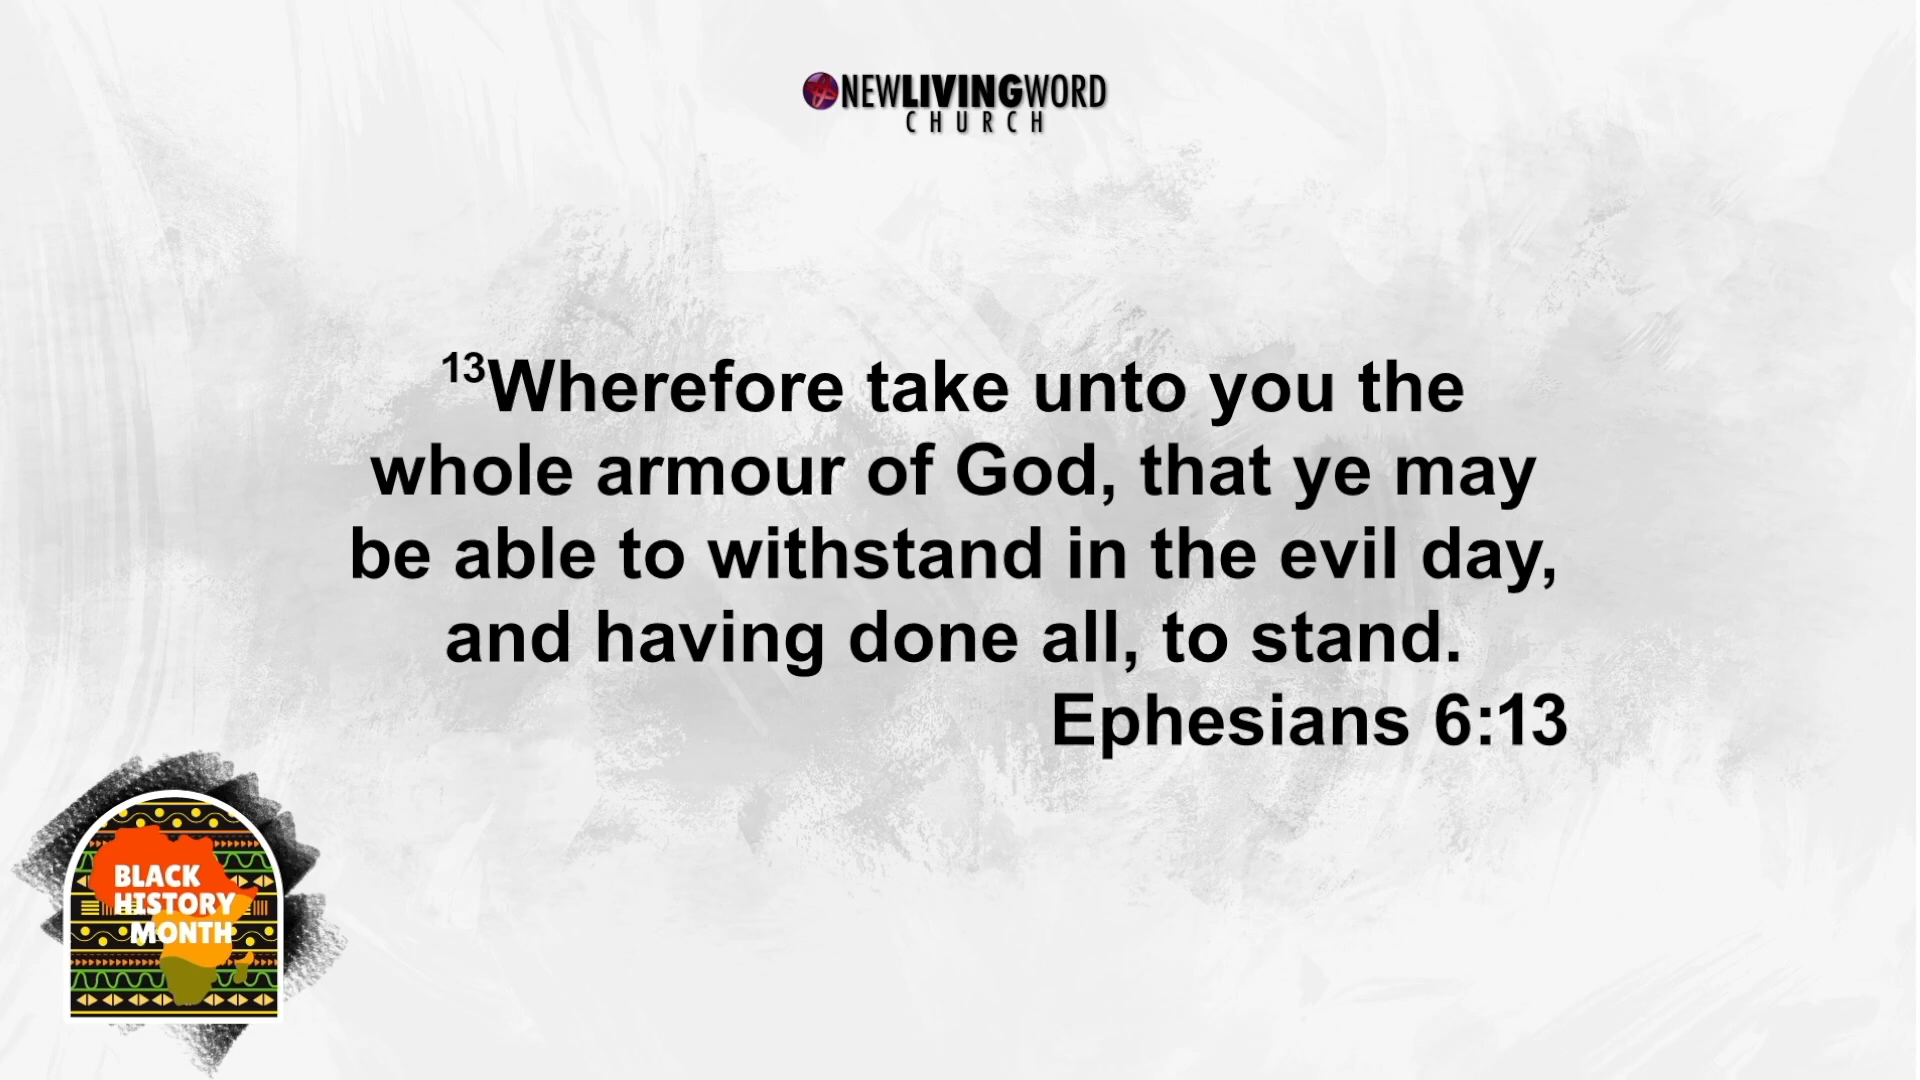 NEWLIVINGWORD
CHURCH
13Wherefore take unto you the
whole armour of God, that ye may
be able to withstand in the evil day,
and having done all, to stand.
Ephesians 6:13
BLACK
HISTORY
MONTH